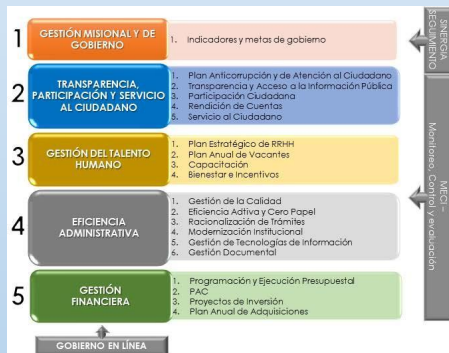 1
GESTIÓN MISIONAL Y DE
GOBIERNO
1. Indicadores y metas de gobierno
2
TRANSPARENCIA,
PARTICIPACIÓN Y SERVICIO
AL CIUDADANO
1. Plan Anticorrupción y de Atención al Ciudadano
2. Transparencia y Acceso a la Información Pública
3. Participación Ciudadana
4. Rendición de Cuentas
5. Servicio al Ciudadano
3
GESTIÓN DEL TALENTO
HUMANO
1. Plan Estratégico de RRHH
2. Plan Anual de Vacantes
3. Capacitación
4. Bienestar e Incentivos
4
EFICIENCIA
ADMINISTRATIVA
1. Gestión de la Calidad
2. Eficiencia Adtiva y Cero Papel
3. Racionalización de Trámites
4. Modernización Institucional
5. Gestión de Tecnologías de Información
6. Gestión Documental
5
GESTIÓN
FINANCIERA
1. Programación y Ejecución Presupuestal
2. PAC
3. Proyectos de Inversión
4. Plan Anual de Adquisiciones
GOBIERNO EN LÍNEA
SINERGIA
SEGUIMIENTO
MECI –
Monitoreo, Control y evaluación